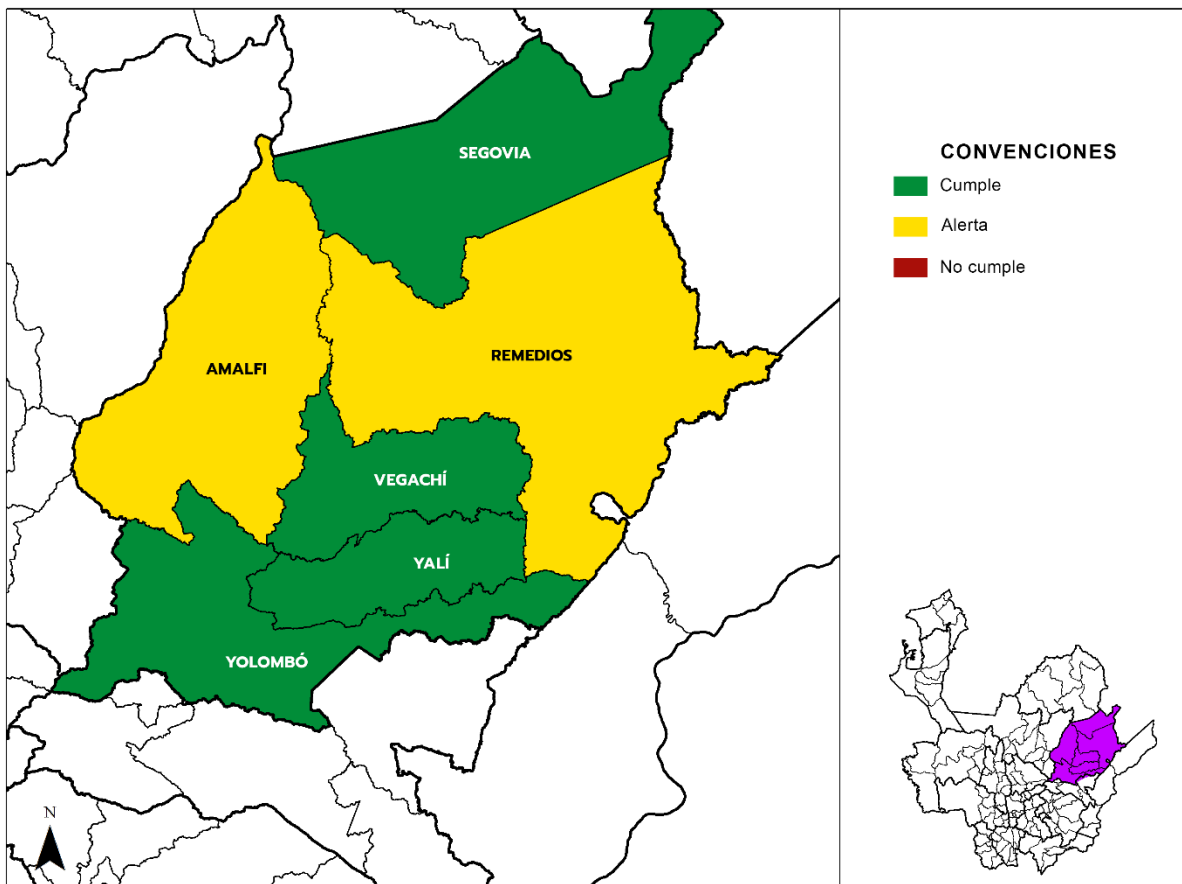 SEGOVIA
AMALFI
REMEDIOS
VEGACHÍ
YALÍ
YOLOMBÓ
N
CONVENCIONES
Cumple
Alerta
No cumple